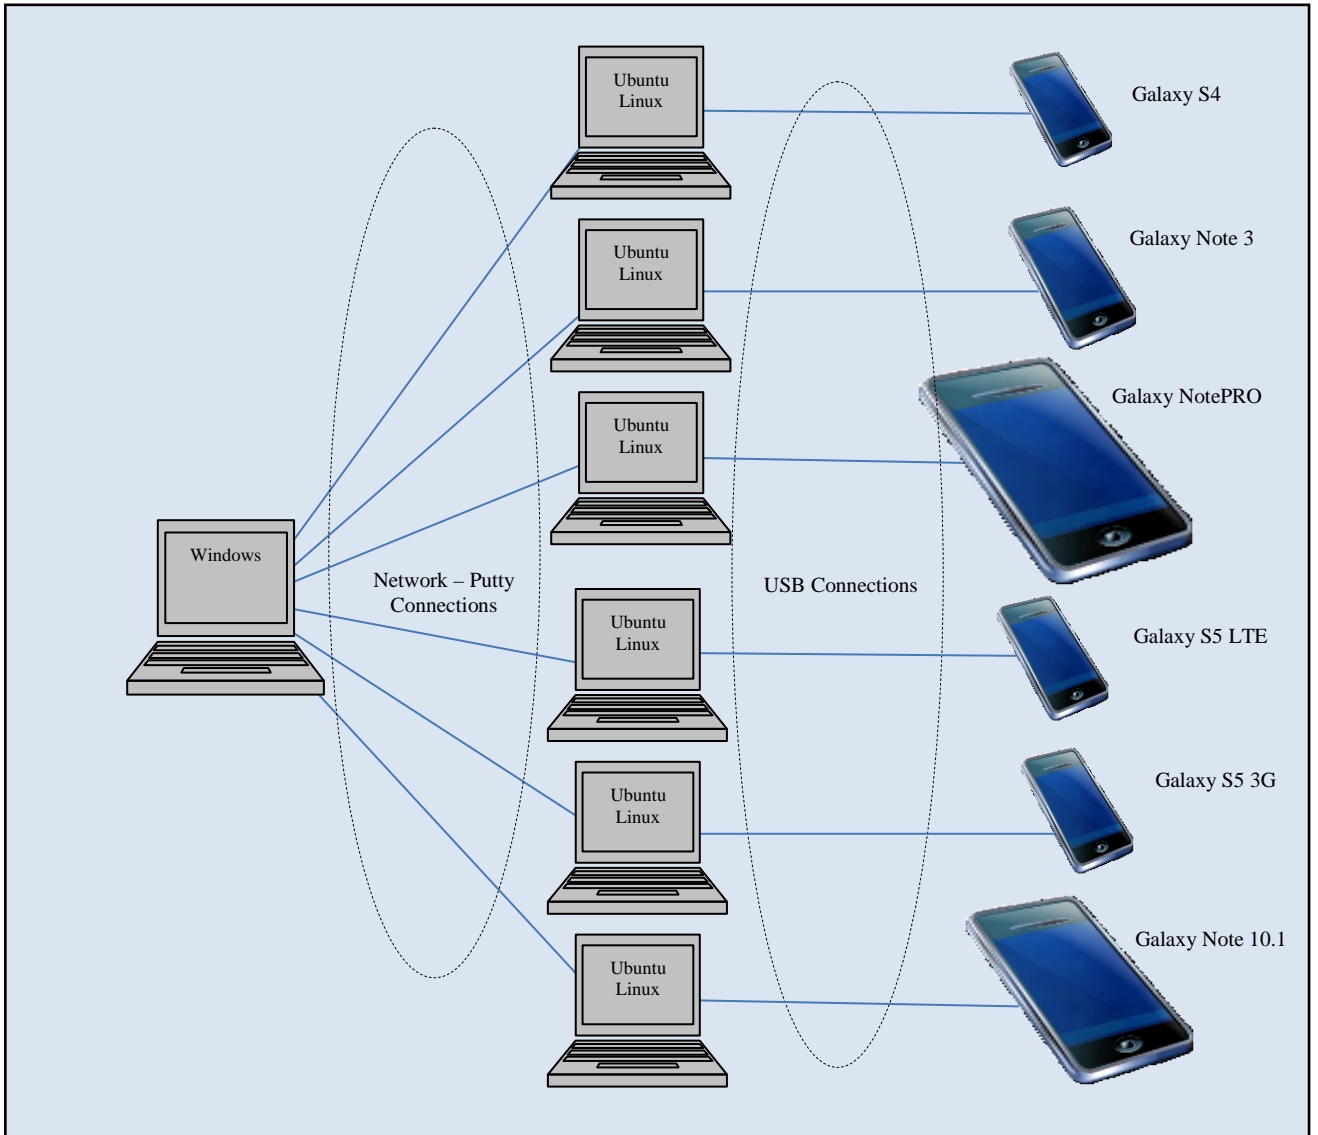 Ubuntu
Linux
Galaxy S4
Ubuntu
Linux
Galaxy Note 3
Ubuntu
Linux
Galaxy NotePRO
Windows
Network – Putty
Connections
USB Connections
Ubuntu
Linux
Galaxy S5 LTE
Ubuntu
Linux
Galaxy S5 3G
Ubuntu
Linux
Galaxy Note 10.1